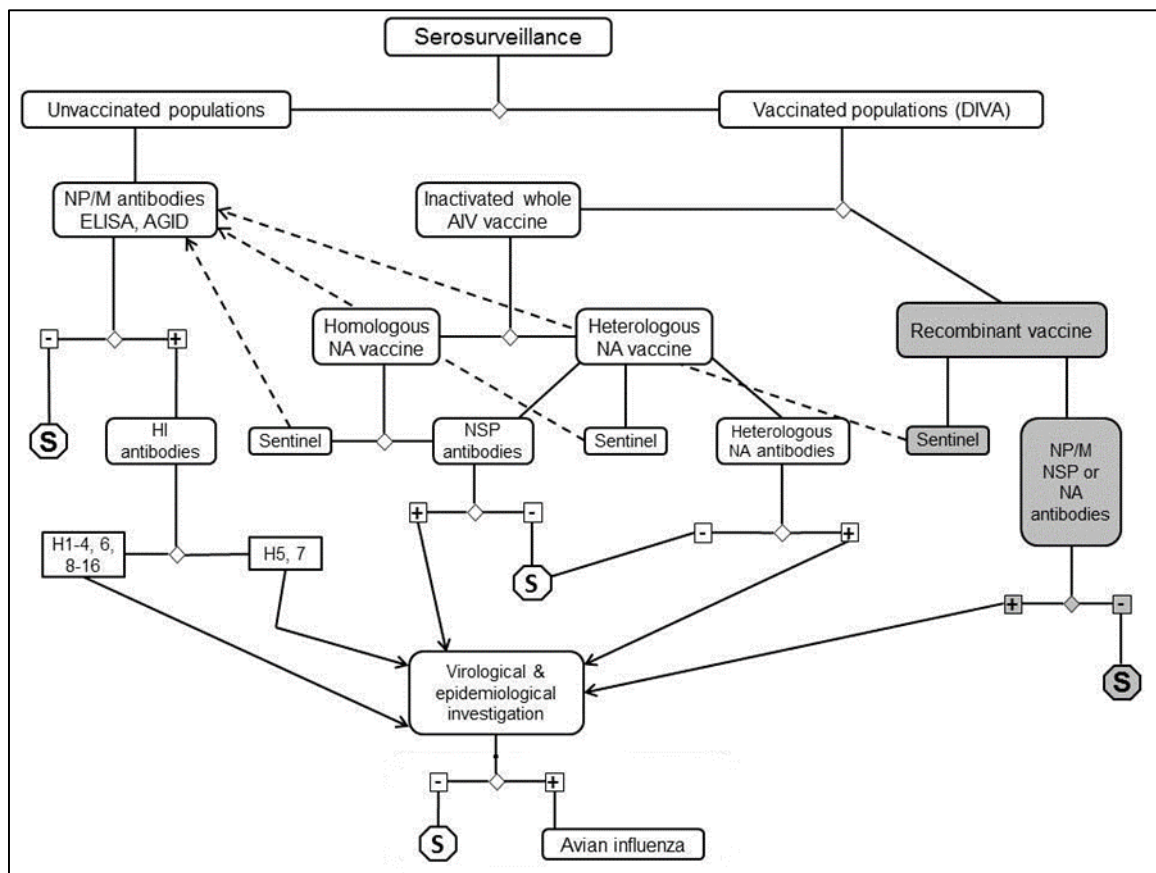 Serosurveillance
Unvaccinated populations
Vaccinated populations (DIVA)
NP/M antibodies
ELISA, AGID
Inactivated whole
AIV vaccine
Homologous
NA vaccine
Heterologous
NA vaccine
Recombinant vaccine
-
+
S
HI
antibodies
Sentinel
NSP
antibodies
Sentinel
Heterologous
NA antibodies
Sentinel
NP/M
NSP or
NA
antibodies
+
-
-
+
H1-4, 6,
8-16
H5, 7
S
+
-
S
Virological &
epidemiological
investigation
-
+
S
Avian influenza